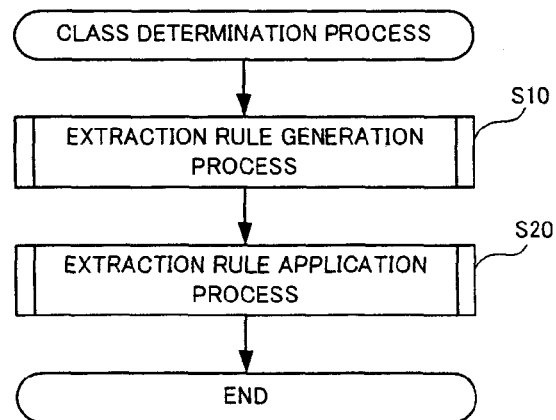 CLASS DETERMINATION PROCESS
S10
EXTRACTION RULE GENERATION
PROCESS
S20
EXTRACTION RULE APPLICATION
PROCESS
END